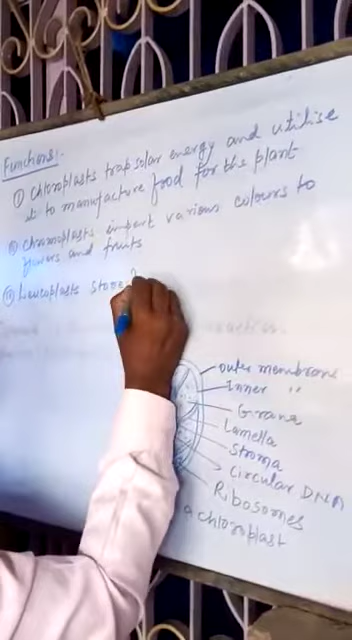 Functions:-
① Chloroplasts trap solar energy and utilise
it to manufacture food for the plant
② Chromoplasts impart various colours to
flowers and fruits
③ Leucoplasts store
outer membrane
Inner "
Grana
Lamella
Stroma
Circular DNA
Ribosomes
a chloroplast